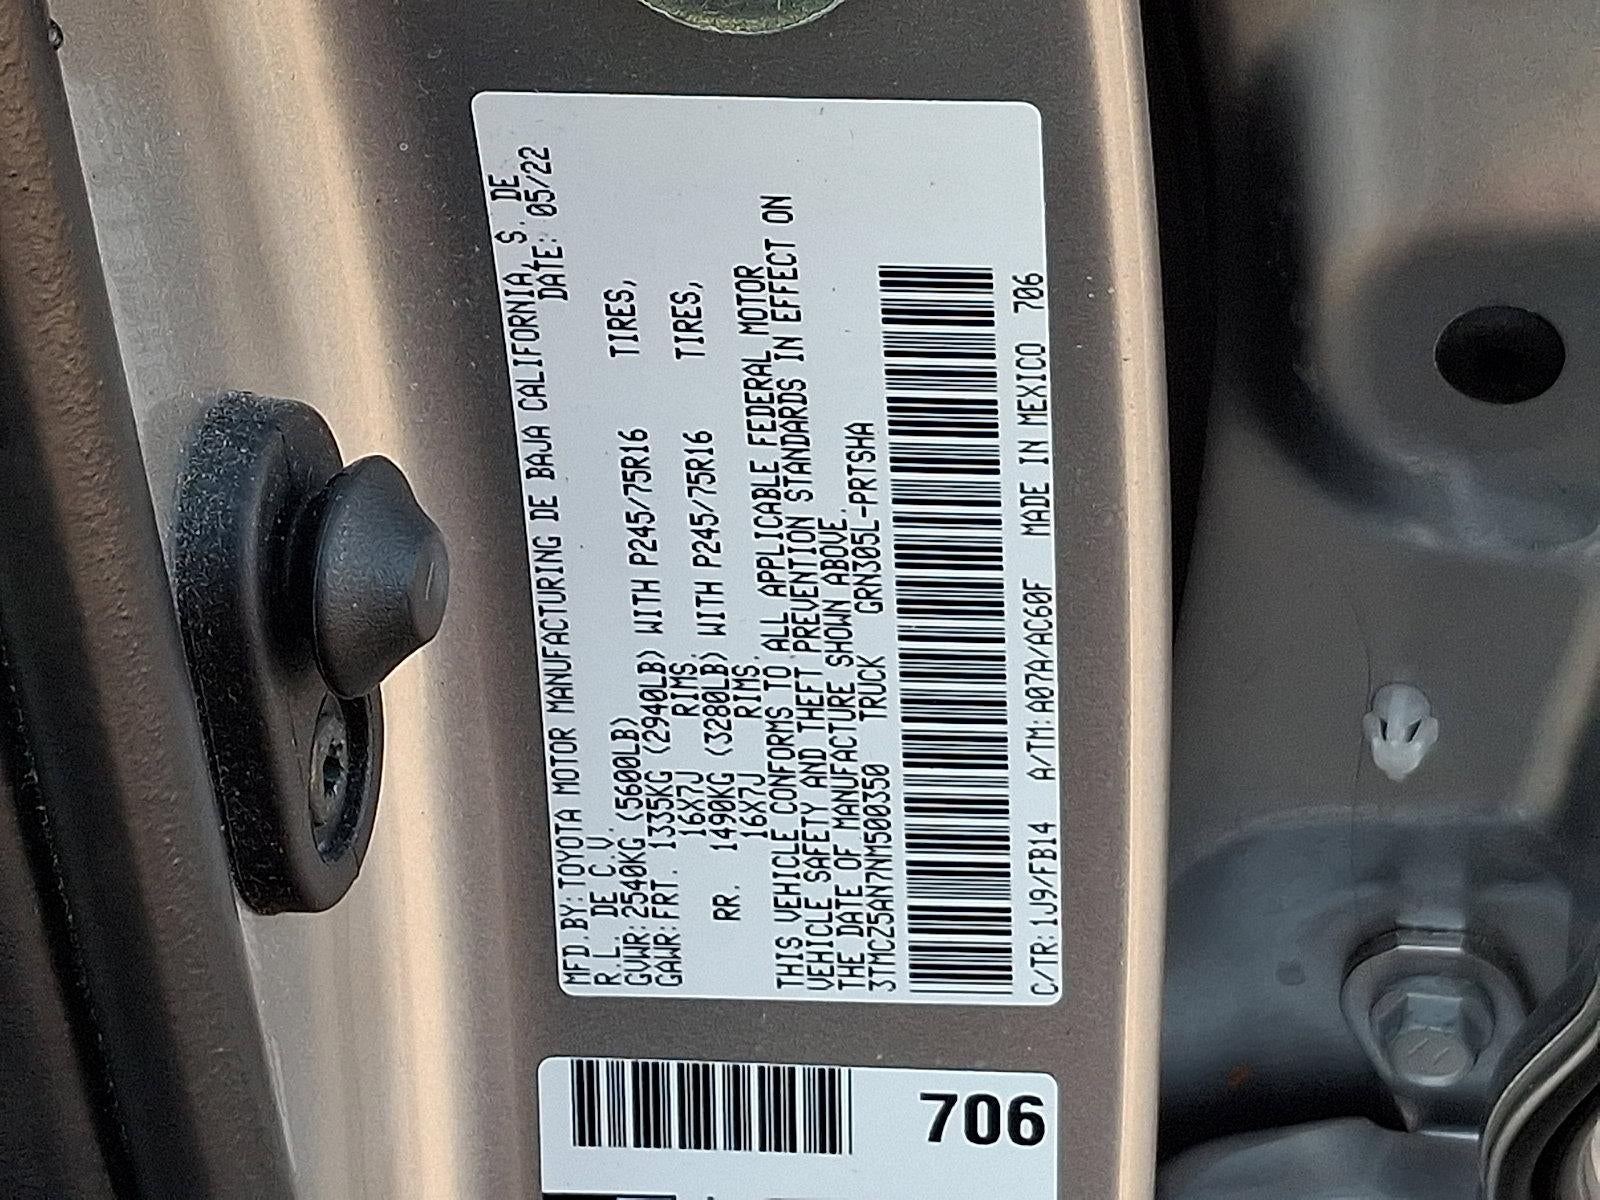 MFD.BY:TOYOTA MOTOR MANUFACTURING DE BAJA CALIFORNIA, S. DE
R.L. DE C.V. DATE: 05/22
GVWR:2540KG (5600LB)
GAWR:FRT. 1335KG (2940LB) WITH P245/75R16 TIRES,
16X7J RIMS.
RR. 1490KG (3280LB) WITH P245/75R16 TIRES,
16X7J RIMS.
THIS VEHICLE CONFORMS TO ALL APPLICABLE FEDERAL MOTOR
VEHICLE SAFETY AND THEFT PREVENTION STANDARDS IN EFFECT ON
THE DATE OF MANUFACTURE SHOWN ABOVE.
3TMCZ5AN7NM500350 TRUCK GRN305L-PRTSHA
C/TR:1J9/FB14 A/TM:A07A/AC60F MADE IN MEXICO 706
706